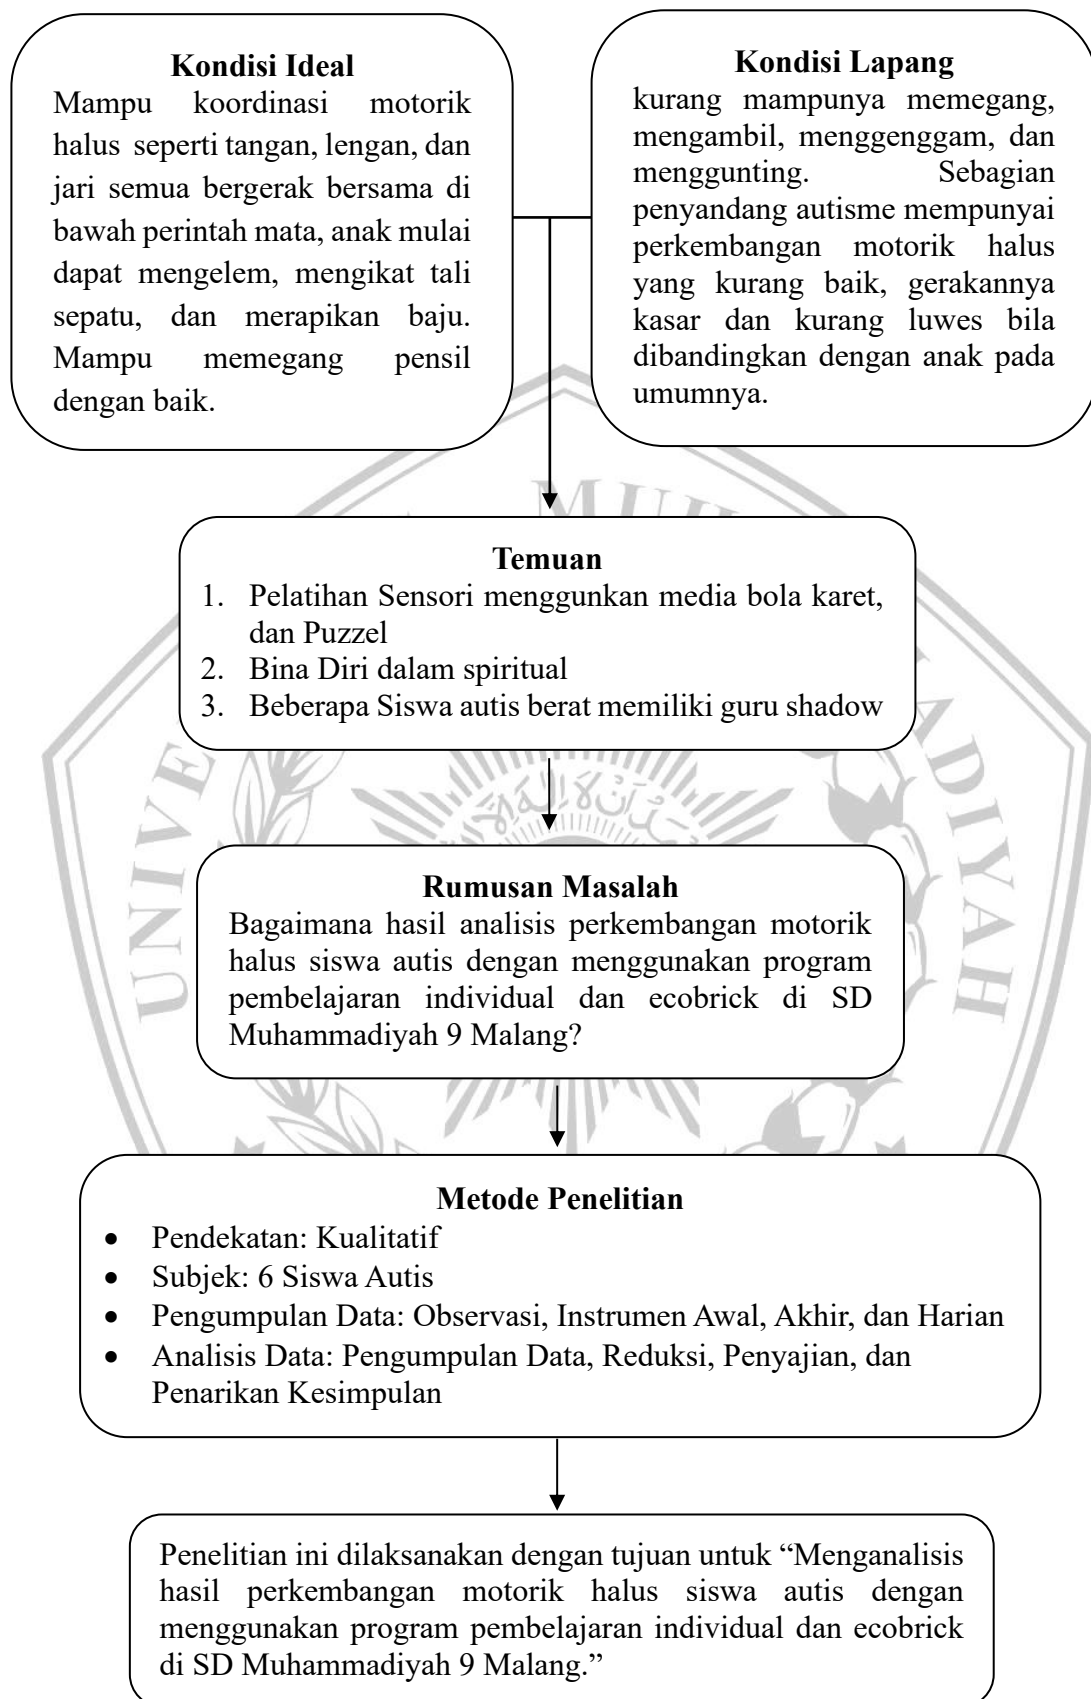 Kondisi Ideal
Mampu koordinasi motorik
halus seperti tangan, lengan, dan
jari semua bergerak bersama di
bawah perintah mata, anak mulai
dapat mengelem, mengikat tali
sepatu, dan merapikan baju.
Mampu memegang pensil
dengan baik.
Kondisi Lapang
kurang mampunya memegang,
mengambil, menggenggam, dan
menggunting. Sebagian
penyandang autisme mempunyai
perkembangan motorik halus
yang kurang baik, gerakannya
kasar dan kurang luwes bila
dibandingkan dengan anak pada
umumnya.
Temuan
1. Pelatihan Sensori menggunkan media bola karet,
dan Puzzel
2. Bina Diri dalam spiritual
3. Beberapa Siswa autis berat memiliki guru shadow
Rumusan Masalah
Bagaimana hasil analisis perkembangan motorik
halus siswa autis dengan menggunakan program
pembelajaran individual dan ecobrick di SD
Muhammadiyah 9 Malang?
Metode Penelitian
• Pendekatan: Kualitatif
• Subjek: 6 Siswa Autis
• Pengumpulan Data: Observasi, Instrumen Awal, Akhir, dan Harian
• Analisis Data: Pengumpulan Data, Reduksi, Penyajian, dan
Penarikan Kesimpulan
Penelitian ini dilaksanakan dengan tujuan untuk “Menganalisis
hasil perkembangan motorik halus siswa autis dengan
menggunakan program pembelajaran individual dan ecobrick
di SD Muhammadiyah 9 Malang.”